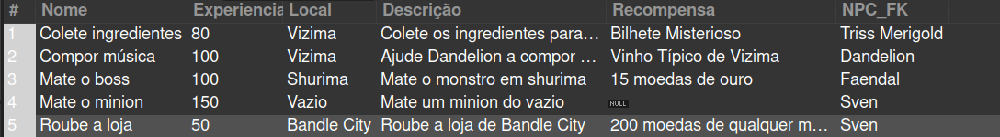 # Nome Experiencia Local Descrição Recompensa NPC_FK
1 Colete ingredientes 80 Vizima Colete os ingredientes para... Bilhete Misterioso Triss Merigold
2 Compor música 100 Vizima Ajude Dandelion a compor ... Vinho Típico de Vizima Dandelion
3 Mate o boss 100 Shurima Mate o monstro em shurima 15 moedas de ouro Faendal
4 Mate o minion 150 Vazio Mate um minion do vazio NULL Sven
5 Roube a loja 50 Bandle City Roube a loja de Bandle City 200 moedas de qualquer m... Sven